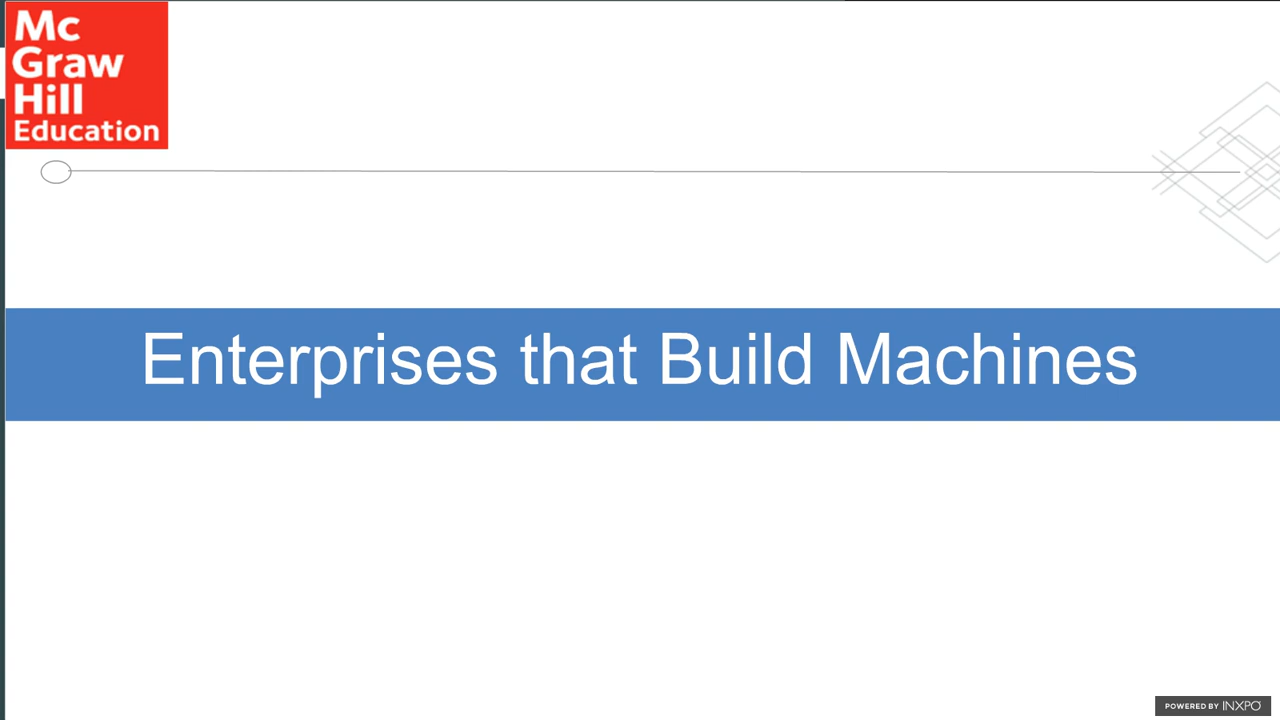 Mc
Graw
Hill
Education
Enterprises that Build Machines
POWERED BY INXPO